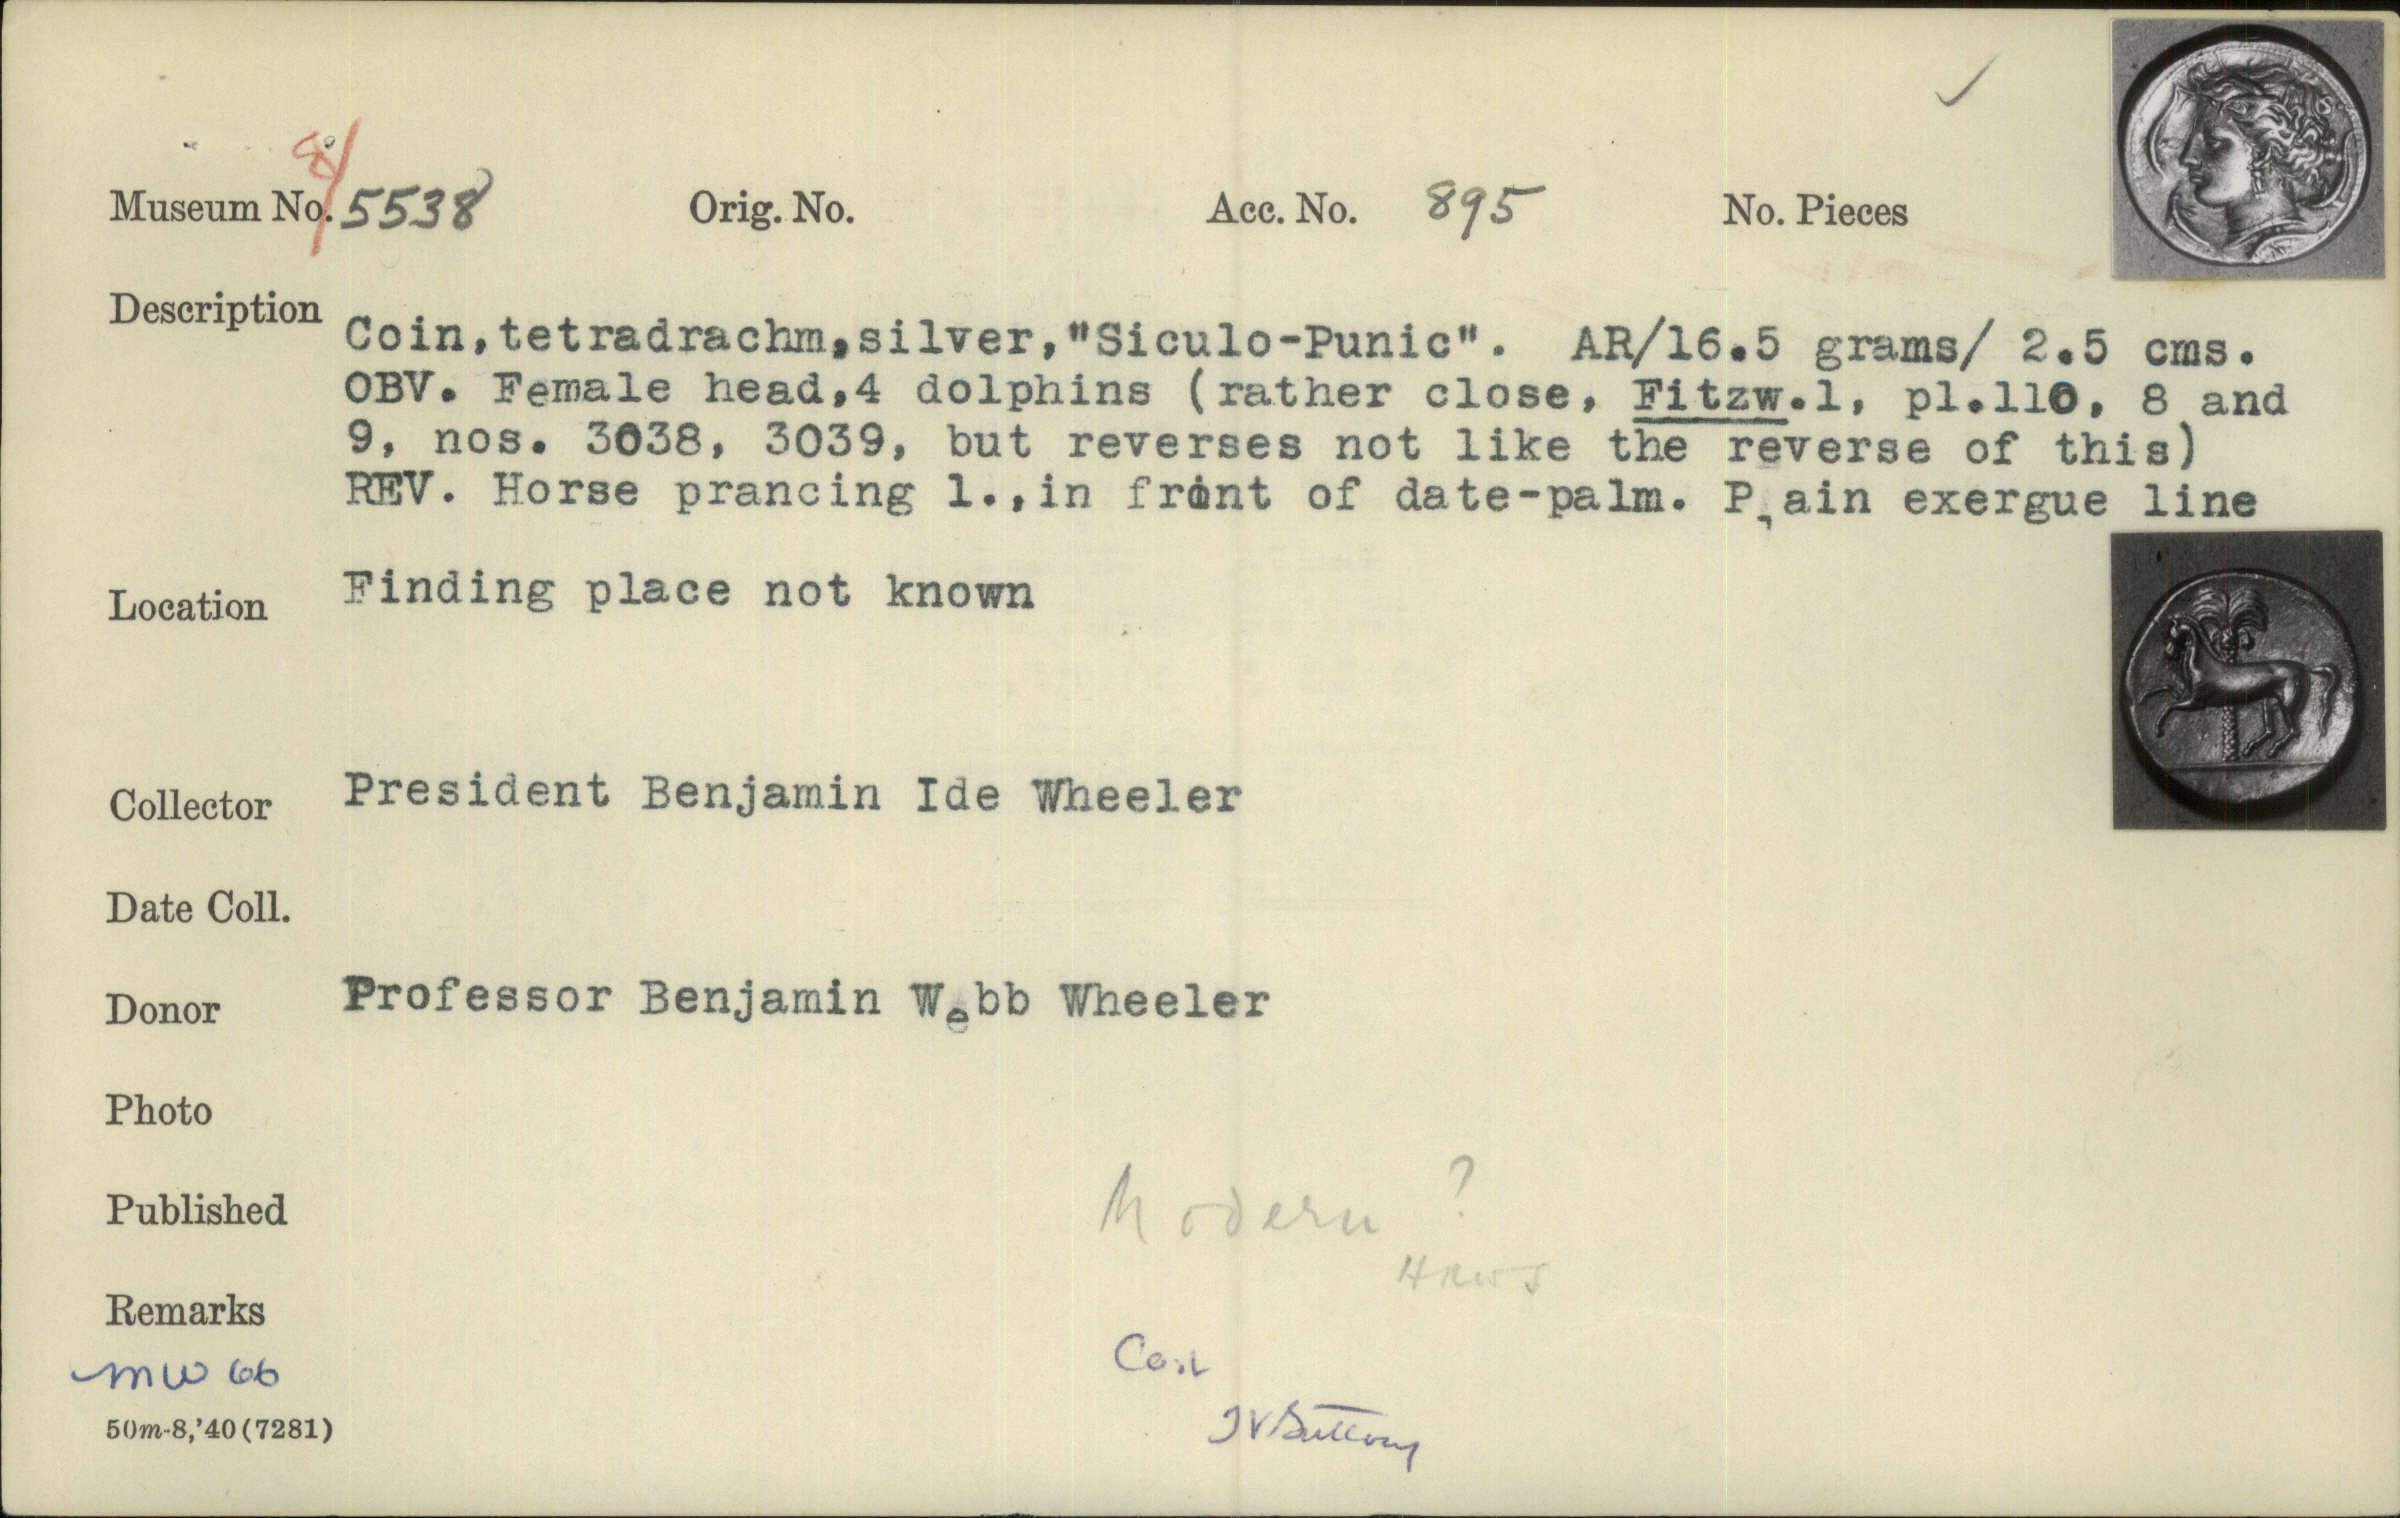 Museum No. 8/5538 Orig. No. Acc. No. 895 No. Pieces
Description Coin,tetradrachm,silver,"Siculo-Punic". AR/16.5 grams/ 2.5 cms.
OBV. Female head,4 dolphins (rather close, Fitzw.1, pl.110, 8 and
9, nos. 3038, 3039, but reverses not like the reverse of this)
REV. Horse prancing l.,in front of date-palm. P,ain exergue line
Location Finding place not known
Collector President Benjamin Ide Wheeler
Date Coll.
Donor Professor Benjamin Webb Wheeler
Photo
Modern ?
Published
HRWS
Remarks
Cast
MW 66
50m-8,'40(7281)